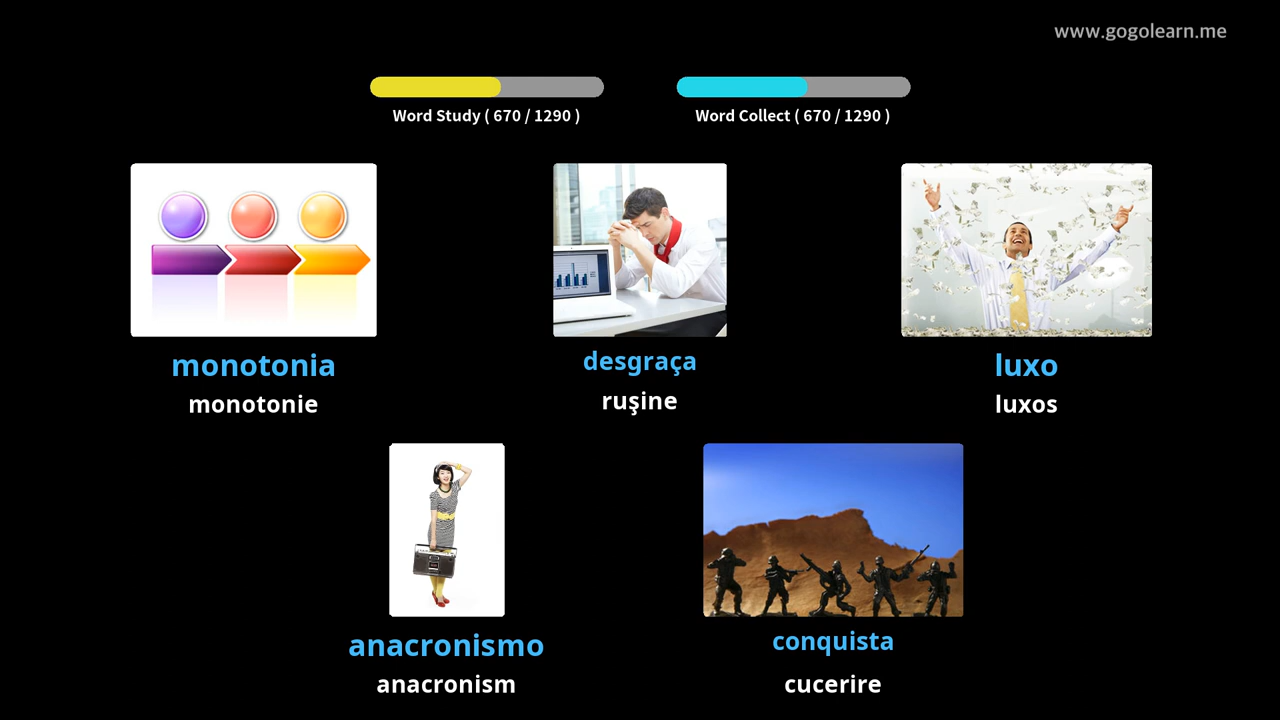 www.gogolearn.me
Word Study ( 670 / 1290 )
Word Collect ( 670 / 1290 )
monotonia
monotonie
desgraça
ruşine
luxo
luxos
anacronismo
anacronism
conquista
cucerire